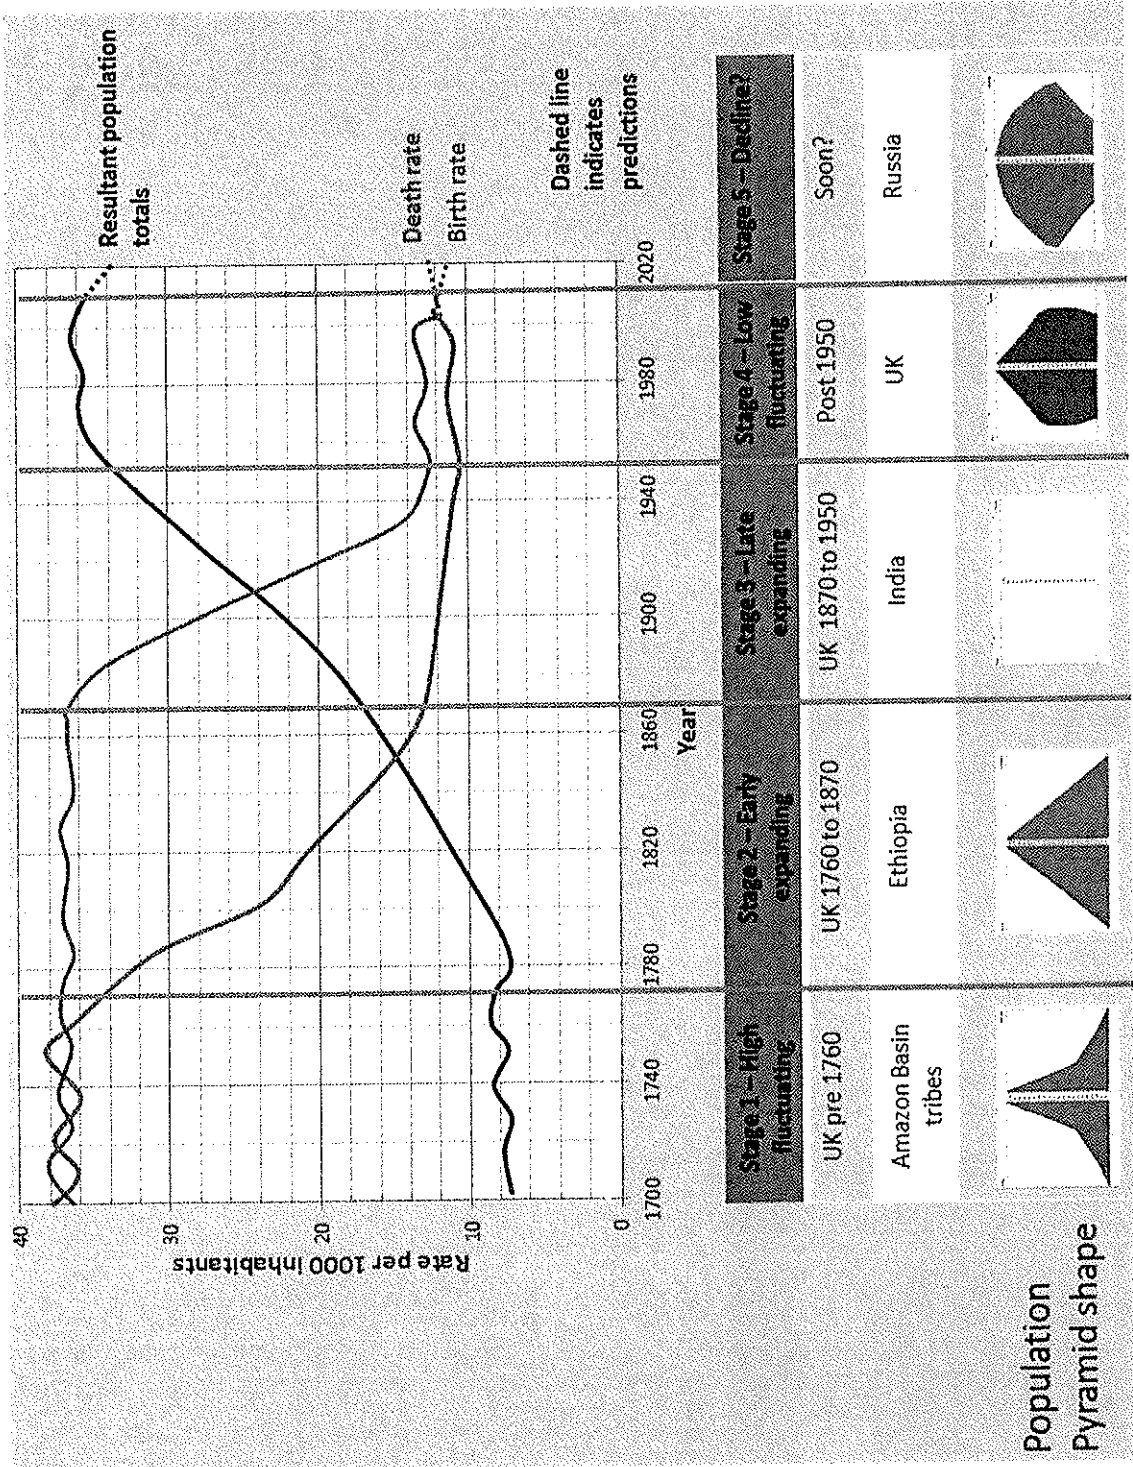 Resultant population
totals
Death rate
Birth rate
Dashed line
indicates
predictions
Rate per 1000 inhabitants
40
30
20
10
0
1700
1740
1780
1820
1860
1900
1940
1980
2020
Year
Stage 1 – High
fluctuating
Stage 2 – Early
expanding
Stage 3 – Late
expanding
Stage 4 – Low
fluctuating
Stage 5 – Decline?
UK pre 1760
UK 1760 to 1870
UK 1870 to 1950
Post 1950
Soon?
Amazon Basin
tribes
Ethiopia
India
UK
Russia
Population
Pyramid shape